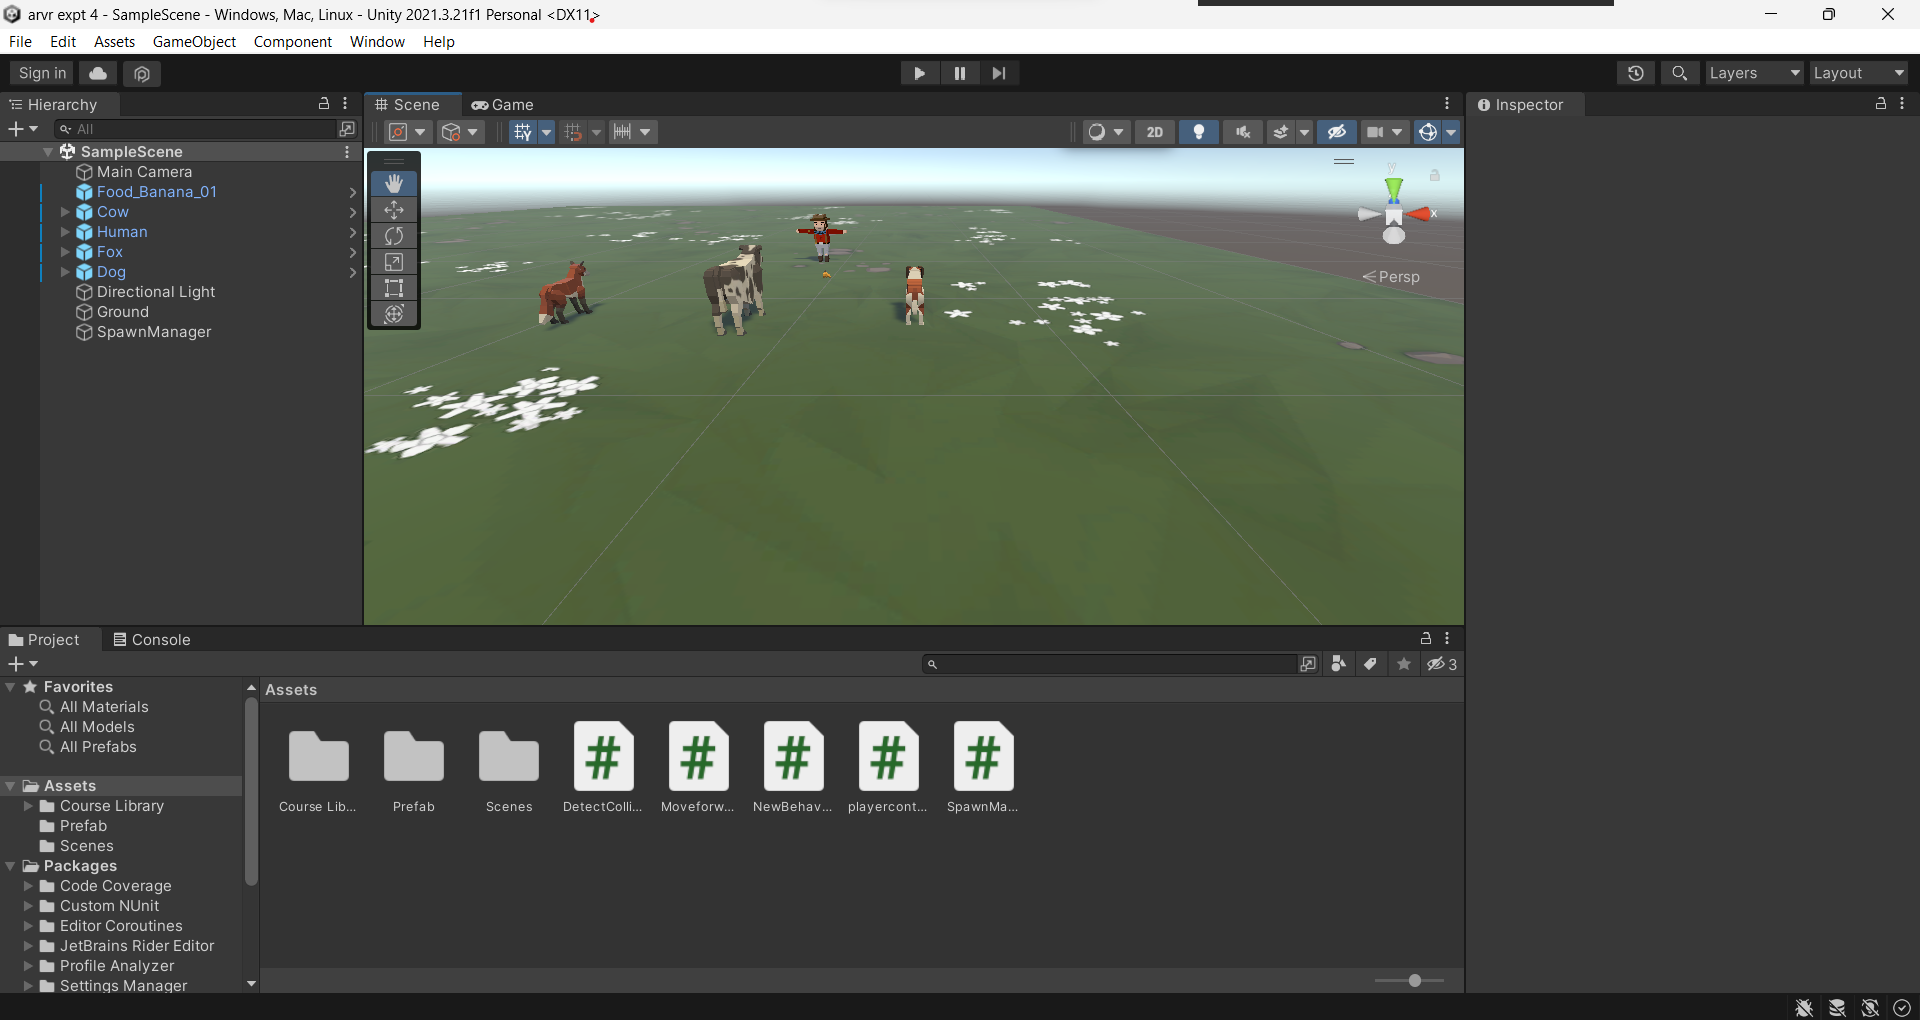 arvr expt 4 - SampleScene - Windows, Mac, Linux - Unity 2021.3.21f1 Personal <DX11>
File Edit Assets GameObject Component Window Help
Sign in Layers Layout
Hierarchy Scene Game Inspector
All 2D
SampleScene
Main Camera
Food_Banana_01
Cow
Human
Fox
Dog
Directional Light
Ground
SpawnManager
y
x
Persp
Project Console
3
Favorites
All Materials
All Models
All Prefabs
Assets
Course Library
Prefab
Scenes
Packages
Code Coverage
Custom NUnit
Editor Coroutines
JetBrains Rider Editor
Profile Analyzer
Settings Manager
Assets
Course Lib... Prefab Scenes DetectColli... Moveforw... NewBehav... playercont... SpawnMa...